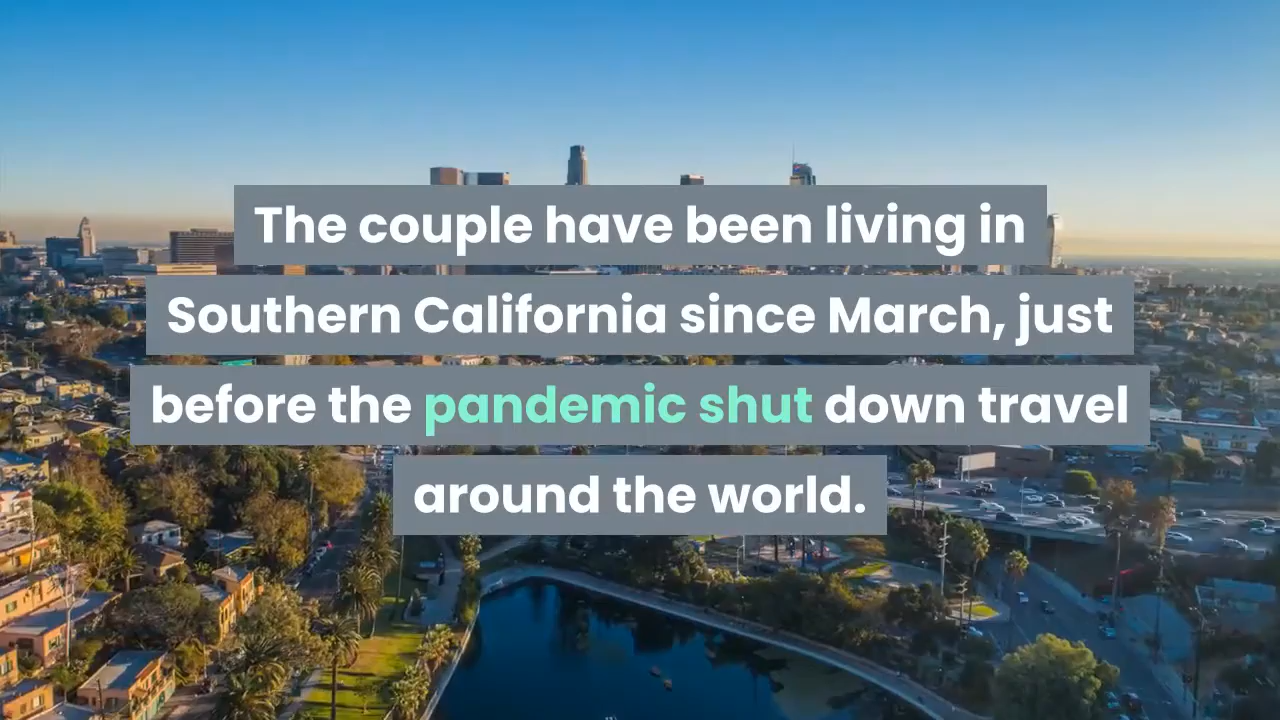 The couple have been living in
Southern California since March, just
before the pandemic shut down travel
around the world.